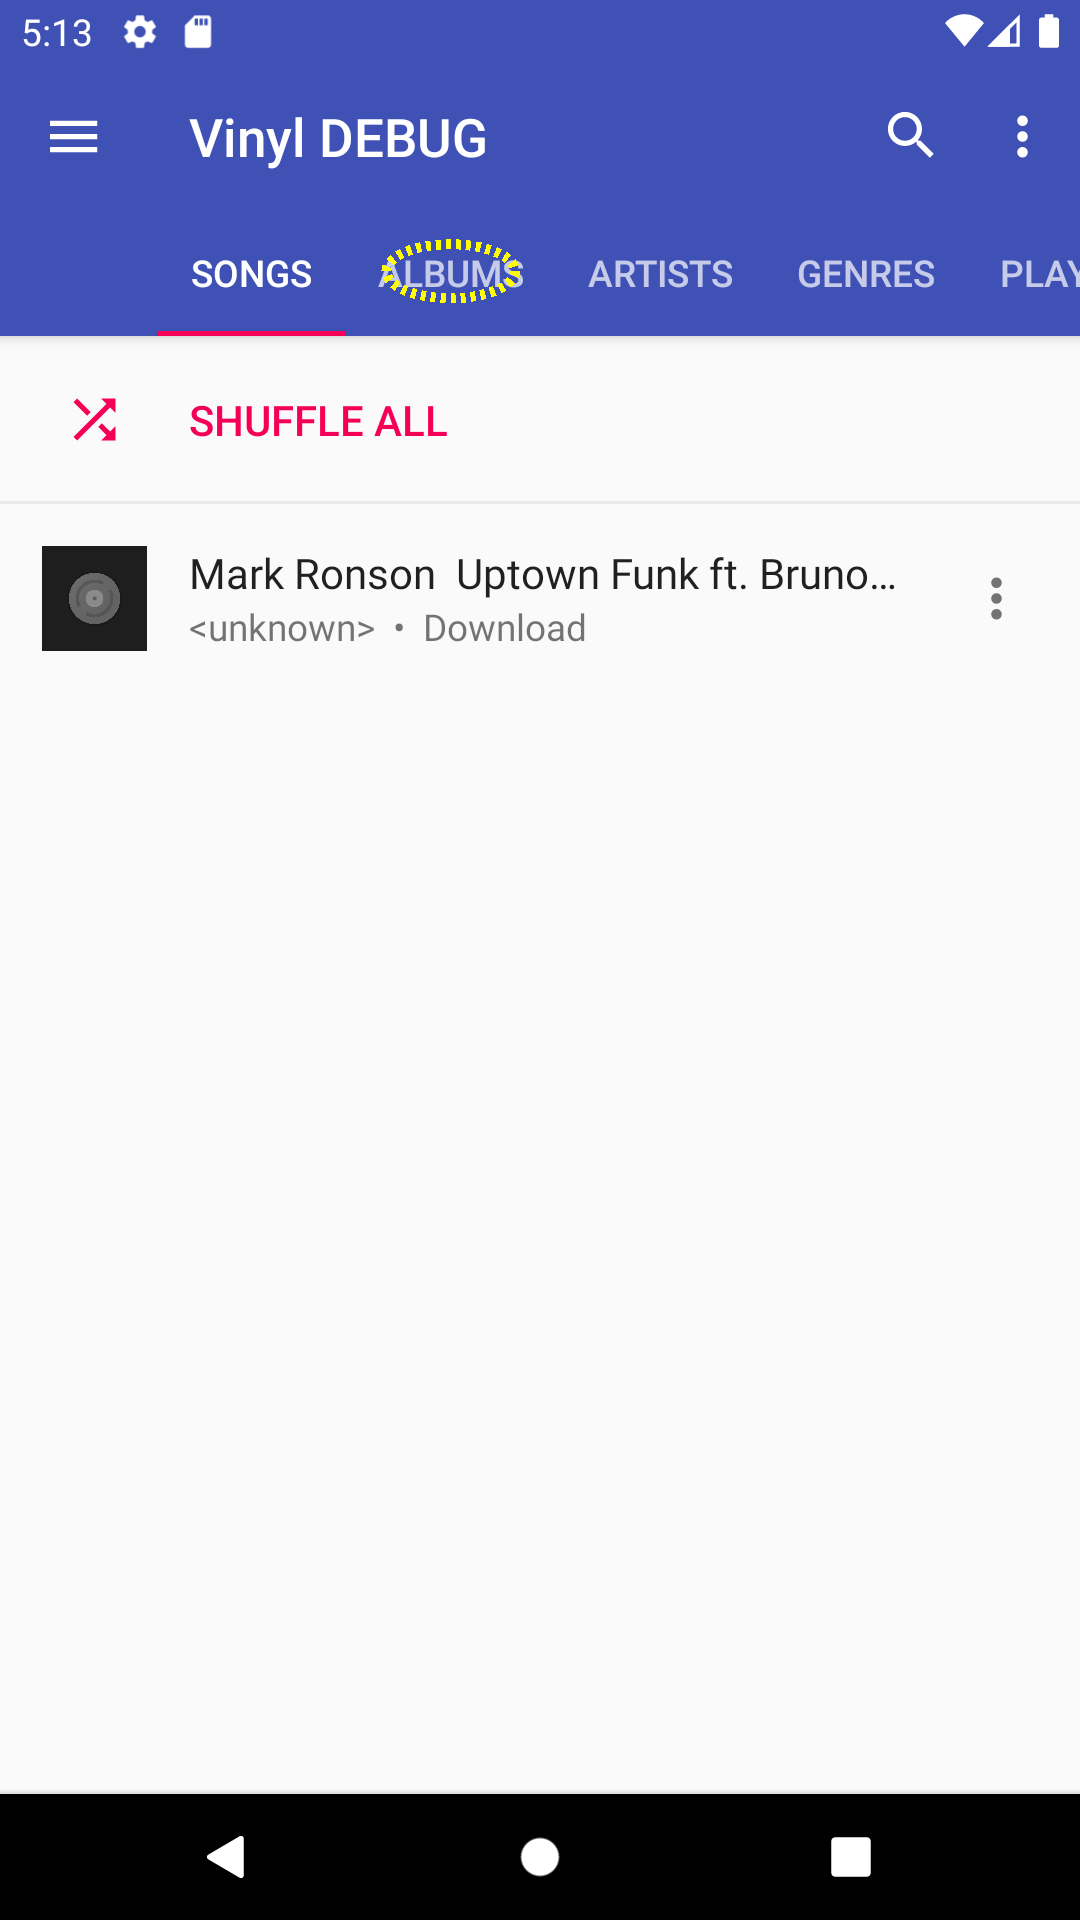 5:13
Vinyl DEBUG
SONGS ALBUMS ARTISTS GENRES PLAY
SHUFFLE ALL
Mark Ronson  Uptown Funk ft. Bruno…
<unknown> • Download